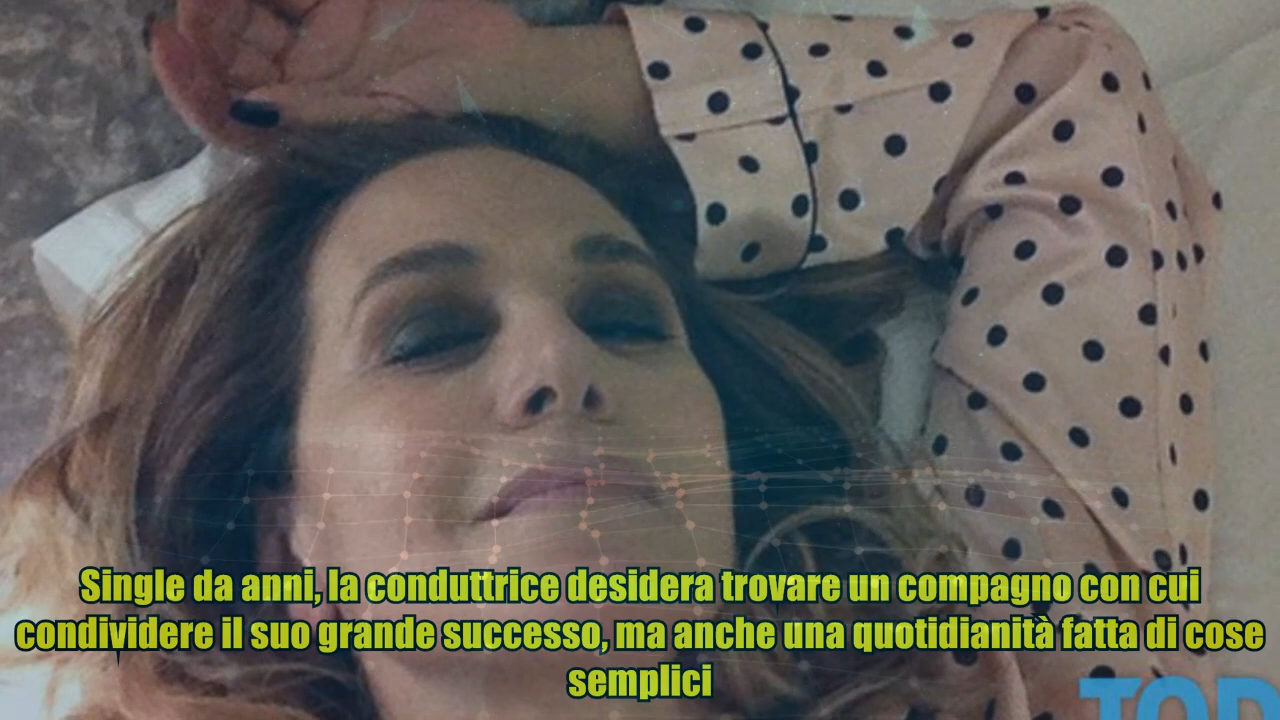 Single da anni, la conduttrice desidera trovare un compagno con cui
condividere il suo grande successo, ma anche una quotidianità fatta di cose
semplici
TOP